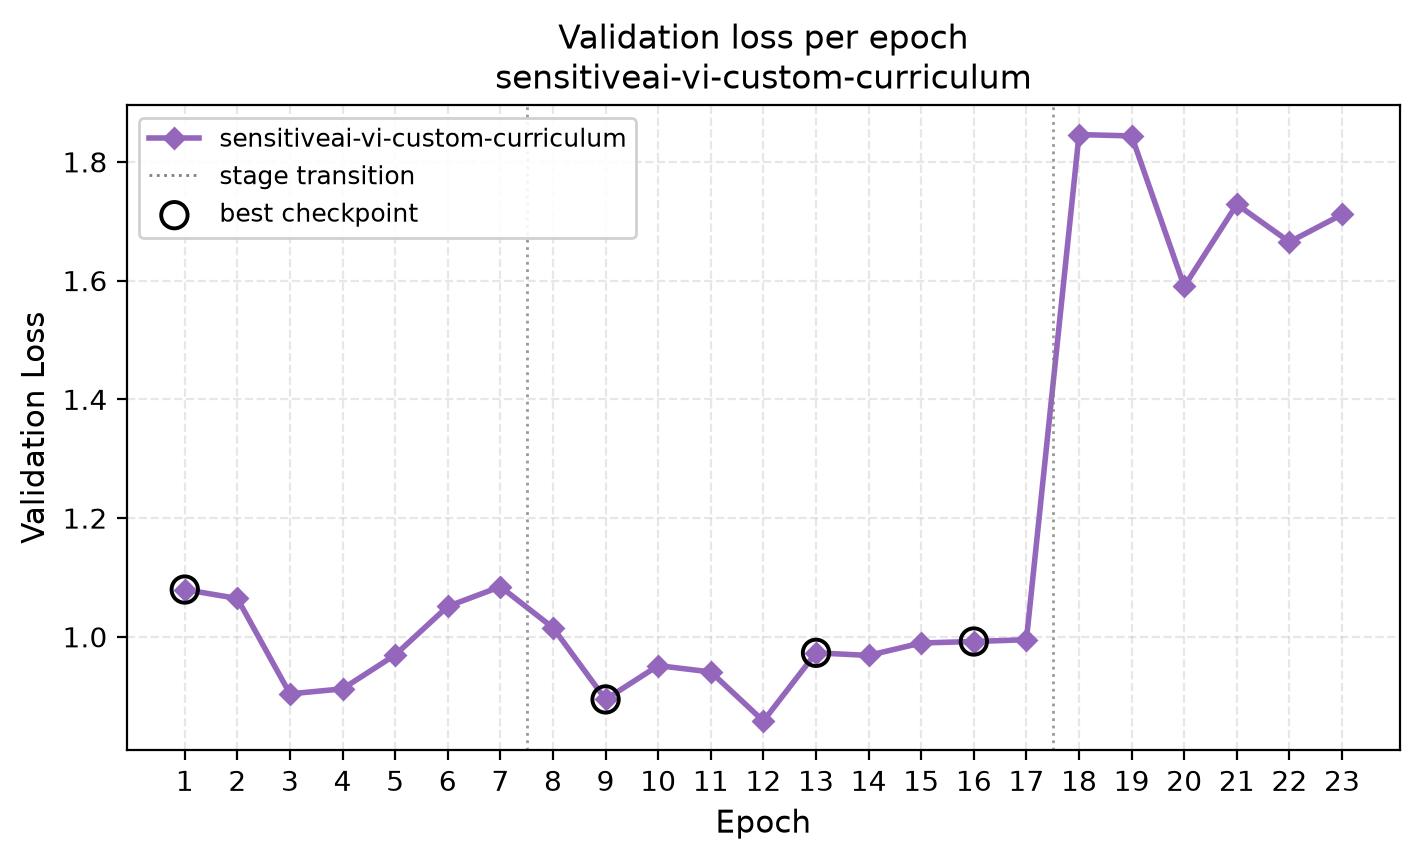 Validation loss per epoch
sensitiveai-vi-custom-curriculum
sensitiveai-vi-custom-curriculum
stage transition
best checkpoint
Validation Loss
1.8
1.6
1.4
1.2
1.0
1 2 3 4 5 6 7 8 9 10 11 12 13 14 15 16 17 18 19 20 21 22 23
Epoch